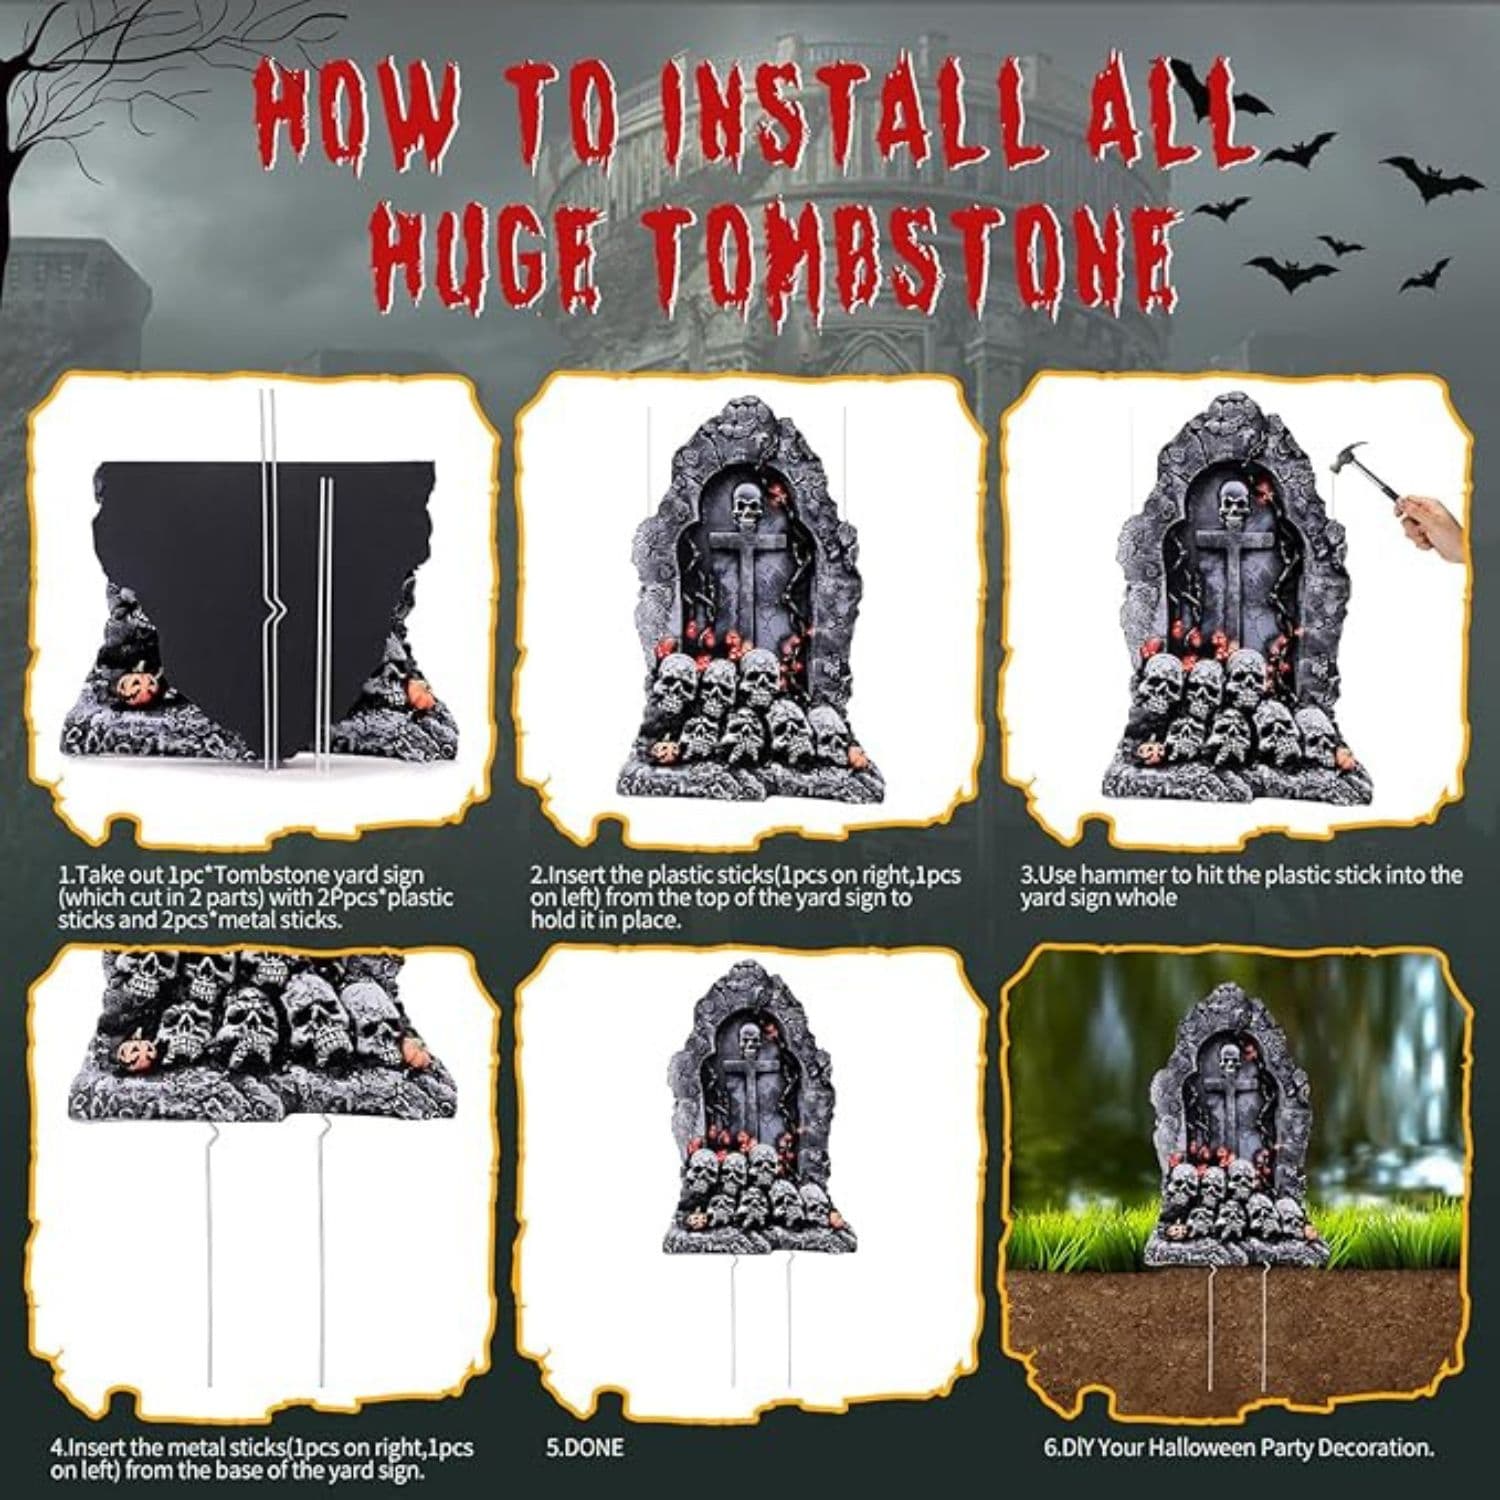 HOW TO INSTALL ALL
HUGE TOMBSTONE
1.Take out 1pc*Tombstone yard sign
(which cut in 2 parts) with 2Ppcs*plastic
sticks and 2pcs*metal sticks.
2.Insert the plastic sticks(1pcs on right,1pcs
on left) from the top of the yard sign to
hold it in place.
3.Use hammer to hit the plastic stick into the
yard sign whole
4.Insert the metal sticks(1pcs on right,1pcs
on left) from the base of the yard sign.
5.DONE
6.DIY Your Halloween Party Decoration.